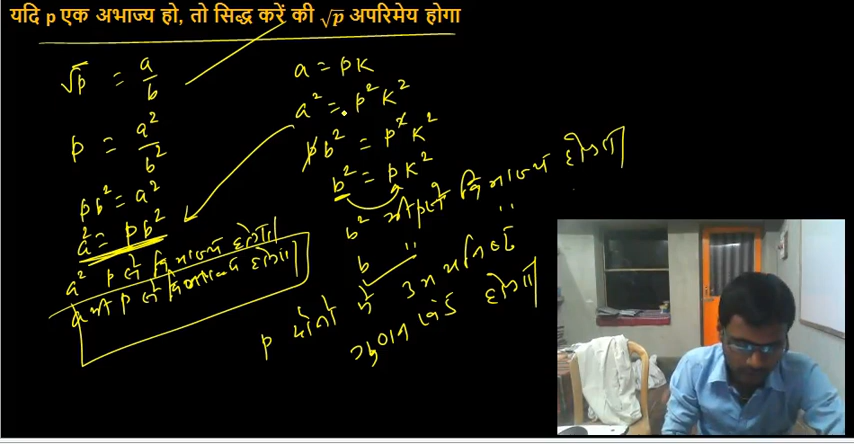 यदि p एक अभाज्य हो, तो सिद्ध करें की √p अपरिमेय होगा
√p = a/b
p = a²/b²
pb² = a²
a² = pb²
a² p से विभाज्य होगा
a भी p से विभाज्य होगा
a = pk
a² = p²k²
pb² = p²k²
b² = pk²
b² भी p से विभाज्य होगा
b " "
p दोनों में उभयनिष्ठ
गुणनखंड होगा